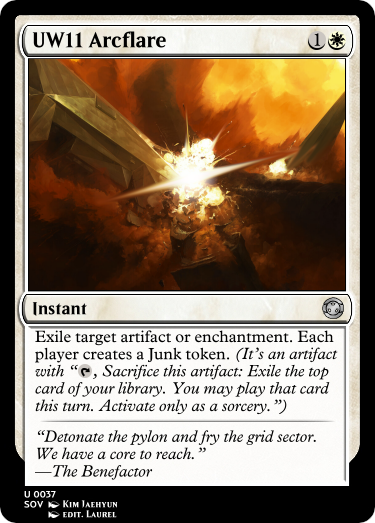 UW11 Arcflare
1
Instant
Exile target artifact or enchantment. Each
player creates a Junk token. (It's an artifact
with “, Sacrifice this artifact: Exile the top
card of your library. You may play that card
this turn. Activate only as a sorcery.”)
“Detonate the pylon and fry the grid sector.
We have a core to reach.”
—The Benefactor
U 0037
SOV Kim Jaehyun
edit. Laurel